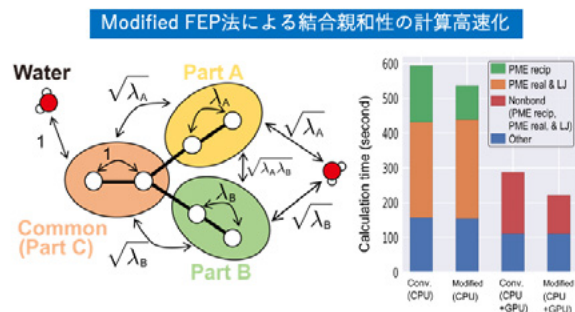 Modified FEP法による結合親和性の計算高速化
Water
1
Part A
√λA
λA
√λA
1
√λAλB
Common
(Part C)
λB
√λB
√λB
Part B
Calculation time (second)
600
500
400
300
200
100
0
PME recip
PME real & LJ
Nonbond
(PME recip,
PME real, & LJ)
Other
Conv.
(CPU)
Modified
(CPU)
Conv.
(CPU
+GPU)
Modified
(CPU
+GPU)